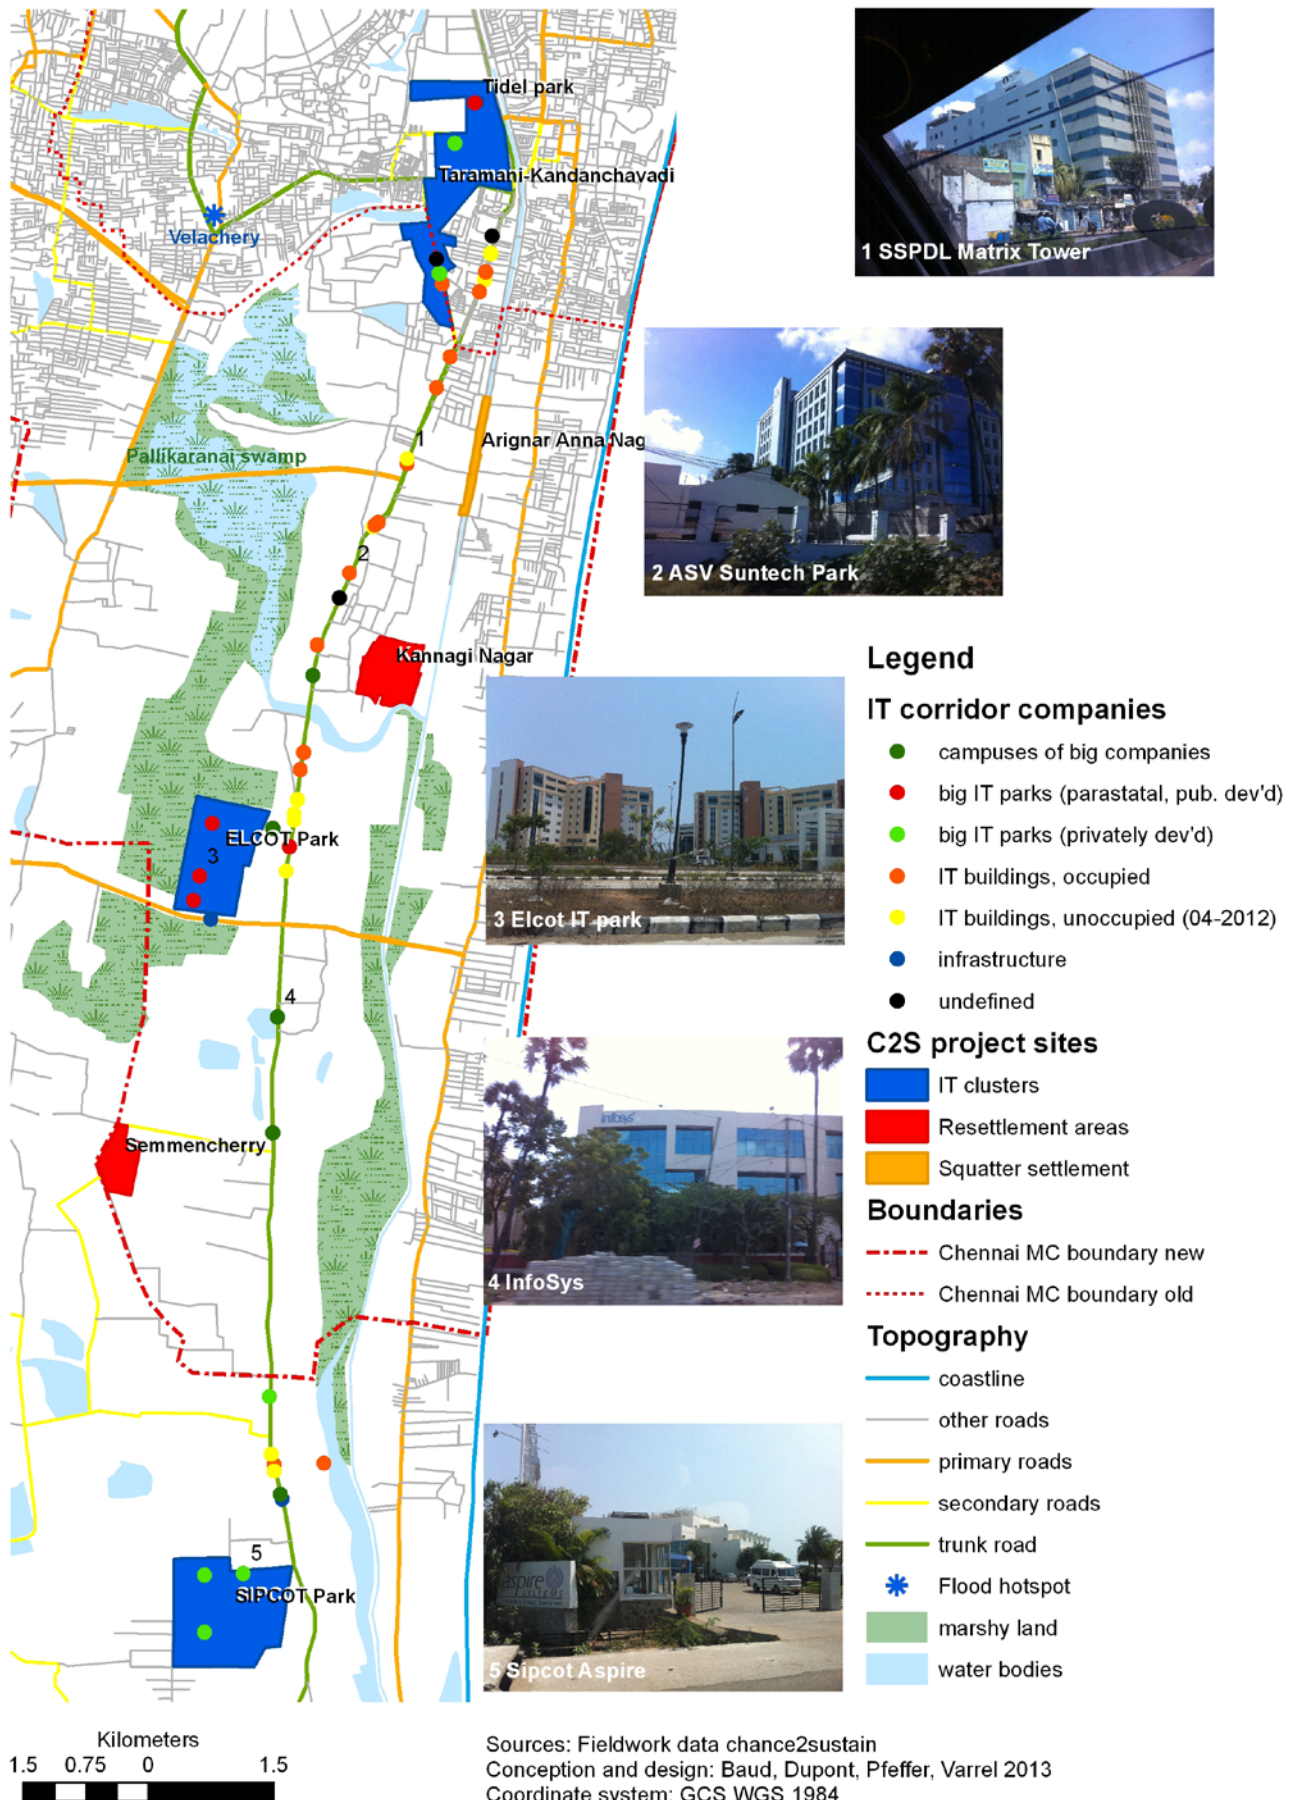 Tidel park
Taramani-Kandanchavadi
Velachery
1 SSPDL Matrix Tower
1
Arignar Anna Nag
Pallikaranai swamp
2
2 ASV Suntech Park
Kannagi Nagar
ELCOT Park
3
3 Elcot IT park
4
Semmencherry
infosys
4 InfoSys
5
SIPCOT Park
aspire
SYSTEMS
5 Sipcot Aspire
Legend
IT corridor companies
campuses of big companies
big IT parks (parastatal, pub. dev'd)
big IT parks (privately dev'd)
IT buildings, occupied
IT buildings, unoccupied (04-2012)
infrastructure
undefined
C2S project sites
IT clusters
Resettlement areas
Squatter settlement
Boundaries
Chennai MC boundary new
Chennai MC boundary old
Topography
coastline
other roads
primary roads
secondary roads
trunk road
Flood hotspot
marshy land
water bodies
Kilometers
1.5 0.75 0 1.5
Sources: Fieldwork data chance2sustain
Conception and design: Baud, Dupont, Pfeffer, Varrel 2013
Coordinate system: GCS WGS 1984